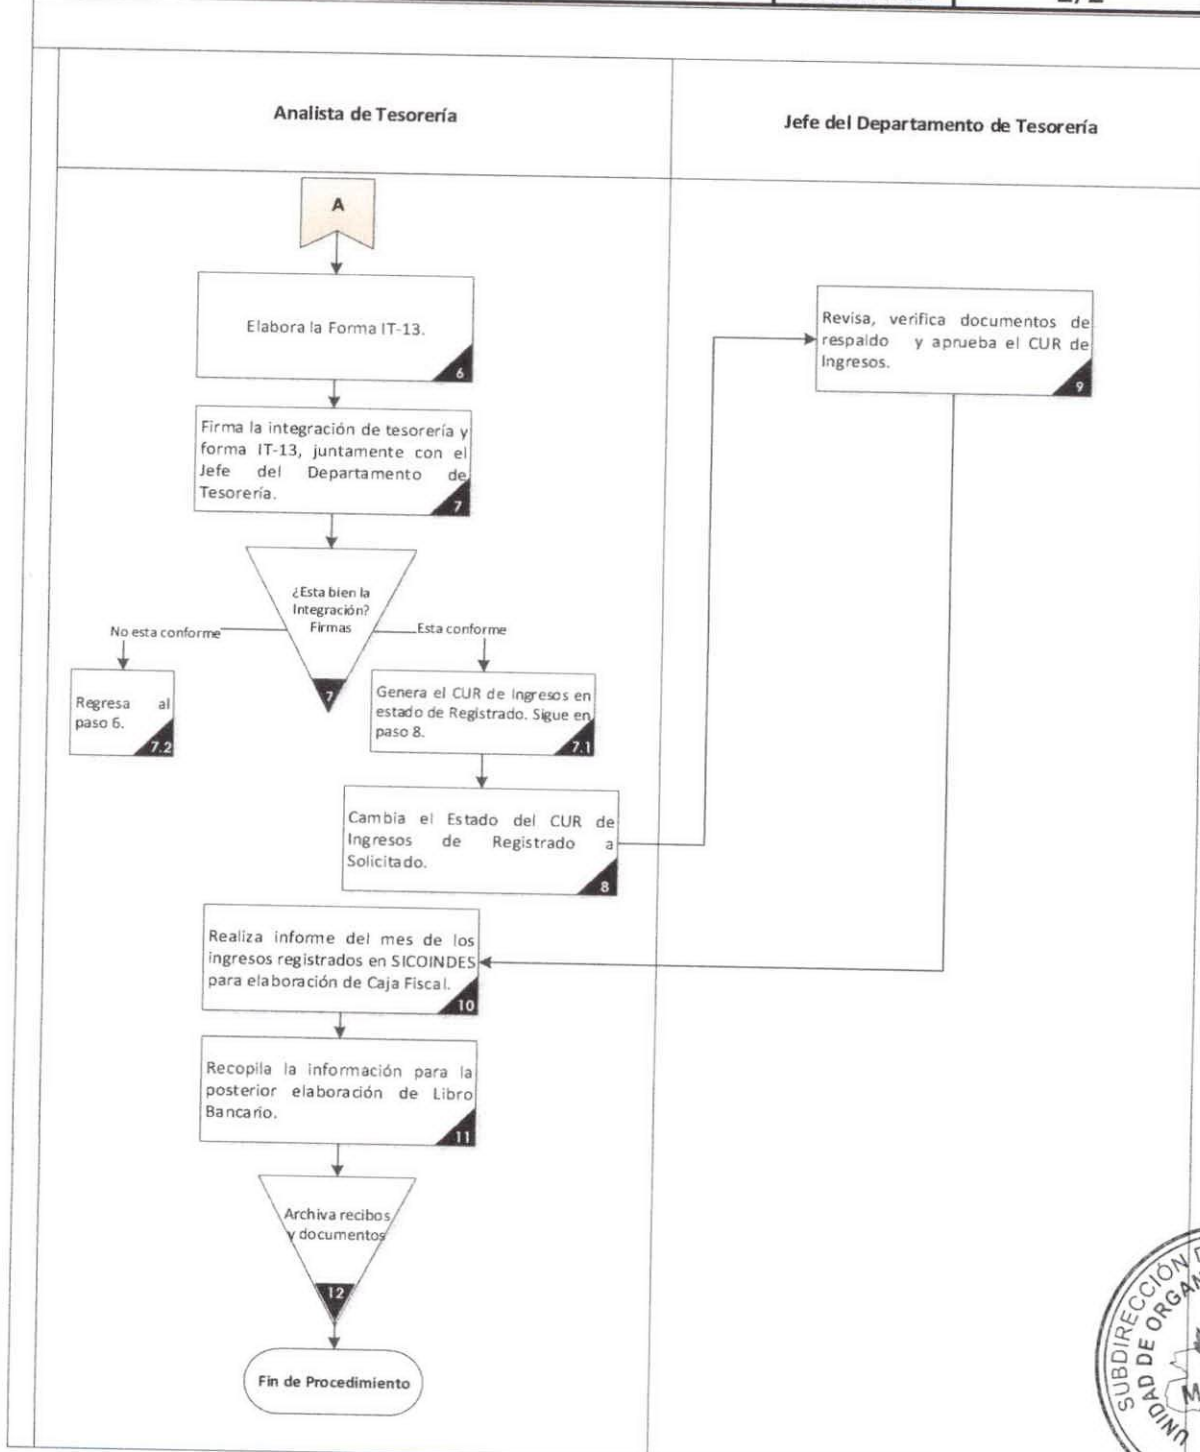 Analista de Tesorería
Jefe del Departamento de Tesorería
A
Elabora la Forma IT-13.
6
Firma la integración de tesorería y
forma IT-13, juntamente con el
Jefe del Departamento de
Tesorería.
7
¿Esta bien la
Integración?
Firmas
7
No esta conforme
Esta conforme
Regresa al
paso 6.
7.2
Genera el CUR de Ingresos en
estado de Registrado. Sigue en
paso 8.
7.1
Cambia el Estado del CUR de
Ingresos de Registrado a
Solicitado.
8
Revisa, verifica documentos de
respaldo y aprueba el CUR de
Ingresos.
9
Realiza informe del mes de los
ingresos registrados en SICOINDES
para elaboración de Caja Fiscal.
10
Recopila la información para la
posterior elaboración de Libro
Bancario.
11
Archiva recibos
y documentos
12
Fin de Procedimiento
SUBDIRECCIÓN
UNIDAD DE